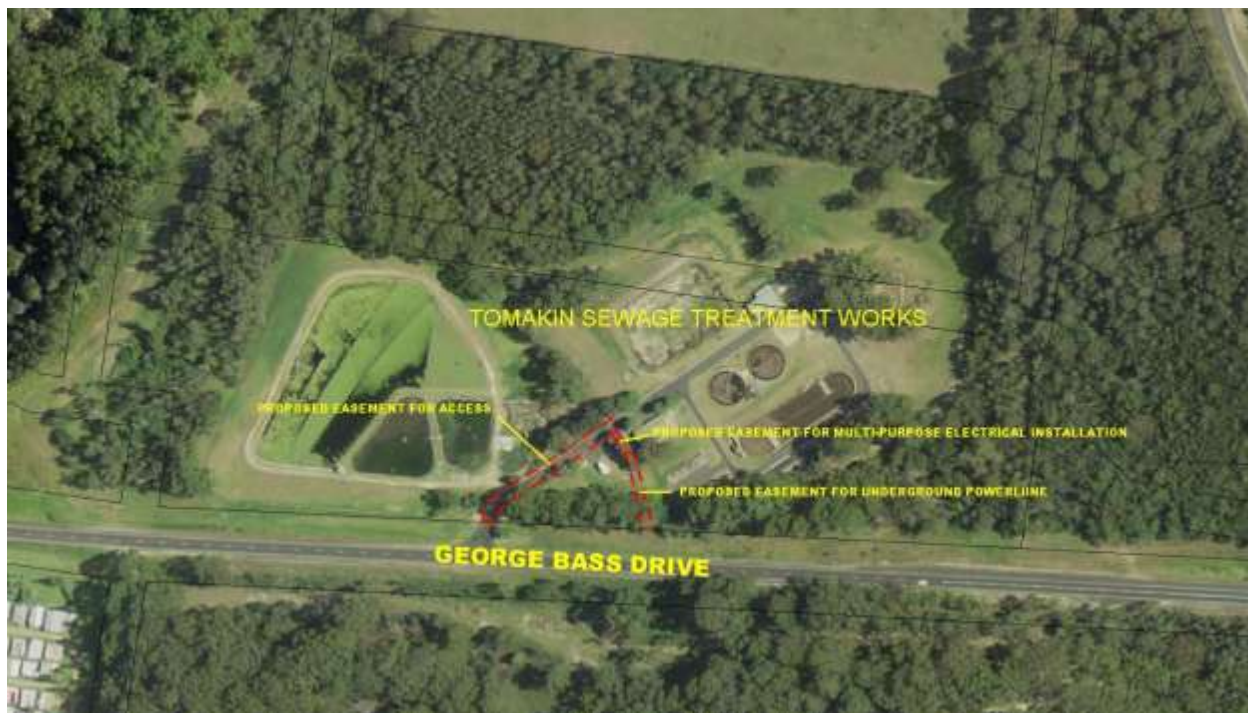 TOMAKIN SEWAGE TREATMENT WORKS
PROPOSED EASEMENT FOR ACCESS
PROPOSED EASEMENT FOR MULTI-PURPOSE ELECTRICAL INSTALLATION
PROPOSED EASEMENT FOR UNDERGROUND POWERLINE
GEORGE BASS DRIVE